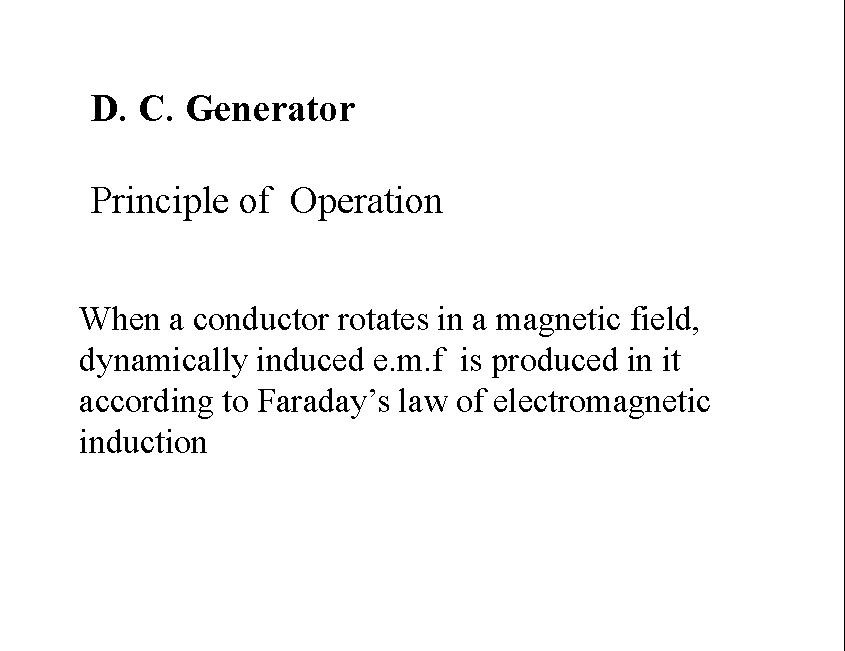 D. C. Generator
Principle of  Operation
When a conductor rotates in a magnetic field,
dynamically induced e.m.f  is produced in it
according to Faraday’s law of electromagnetic
induction